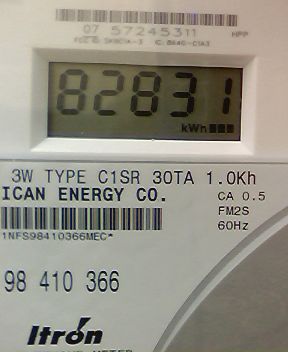 07 57245311 HPP
82831
kWh
3W TYPE C1SR 30TA 1.0Kh
ICAN ENERGY CO. CA 0.5
FM2S
1NFS98410366MEC* 60Hz
98 410 366
Itron